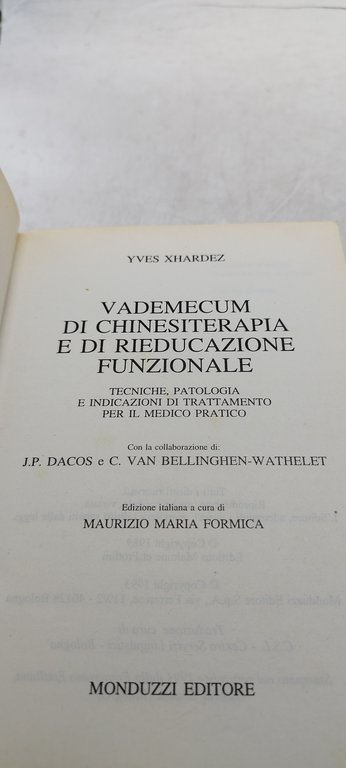 YVES XHARDEZ
VADEMECUM
DI CHINESITERAPIA
E DI RIEDUCAZIONE
FUNZIONALE
TECNICHE, PATOLOGIA
E INDICAZIONI DI TRATTAMENTO
PER IL MEDICO PRATICO
Con la collaborazione di:
J.P. DACOS e C. VAN BELLINGHEN-WATHELET
Edizione italiana a cura di
MAURIZIO MARIA FORMICA
MONDUZZI EDITORE